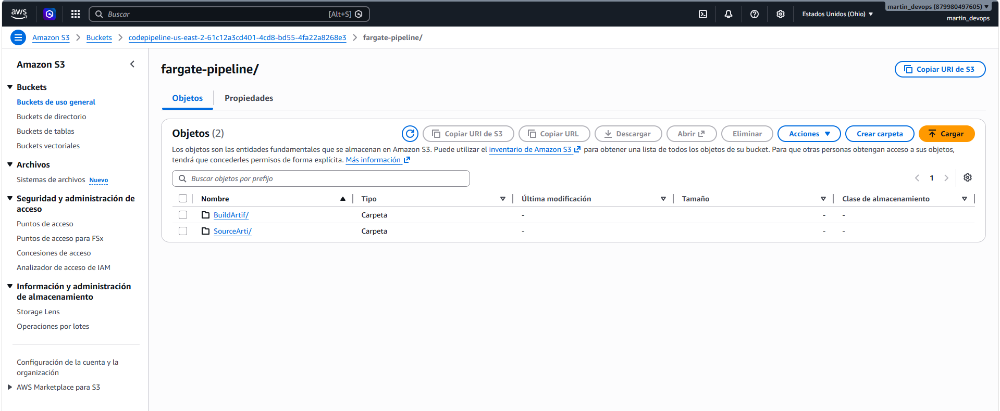 aws
Buscar
[Alt+S]
Estados Unidos (Ohio)
martin_devops (879980497605)
martin_devops
Amazon S3
Buckets
codepipeline-us-east-2-61c12a3cd401-4cd8-bd55-4fa22a8268e3
fargate-pipeline/
Amazon S3
Buckets
Buckets de uso general
Buckets de directorio
Buckets de tablas
Buckets vectoriales
Archivos
Sistemas de archivos Nuevo
Seguridad y administración de
acceso
Puntos de acceso
Puntos de acceso para FSx
Concesiones de acceso
Analizador de acceso de IAM
Información y administración
de almacenamiento
Storage Lens
Operaciones por lotes
Configuración de la cuenta y la
organización
AWS Marketplace para S3
fargate-pipeline/
Copiar URI de S3
Objetos
Propiedades
Objetos (2)
Copiar URI de S3
Copiar URL
Descargar
Abrir
Eliminar
Acciones
Crear carpeta
Cargar
Los objetos son las entidades fundamentales que se almacenan en Amazon S3. Puede utilizar el inventario de Amazon S3 para obtener una lista de todos los objetos de su bucket. Para que otras personas obtengan acceso a sus objetos,
tendrá que concederles permisos de forma explícita. Más información
Buscar objetos por prefijo
1
Nombre Tipo Última modificación Tamaño Clase de almacenamiento
BuildArtif/ Carpeta - - -
SourceArti/ Carpeta - - -